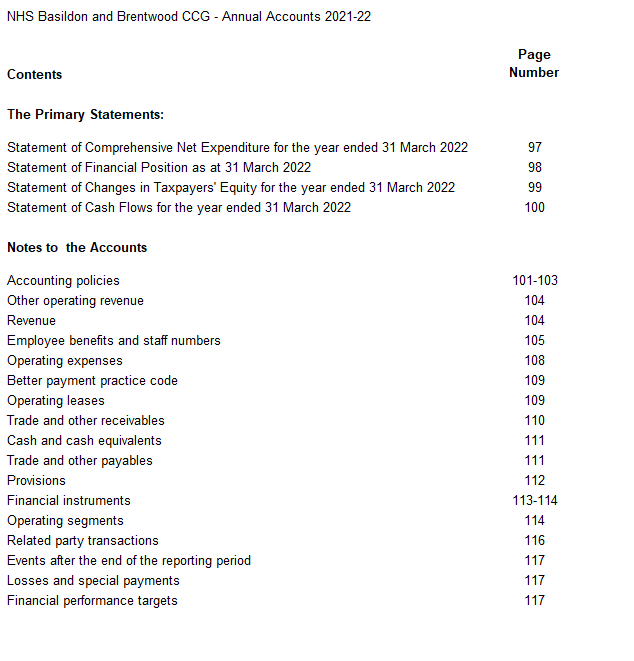 NHS Basildon and Brentwood CCG - Annual Accounts 2021-22
Contents Page Number
The Primary Statements:
Statement of Comprehensive Net Expenditure for the year ended 31 March 2022 97
Statement of Financial Position as at 31 March 2022 98
Statement of Changes in Taxpayers' Equity for the year ended 31 March 2022 99
Statement of Cash Flows for the year ended 31 March 2022 100
Notes to the Accounts
Accounting policies 101-103
Other operating revenue 104
Revenue 104
Employee benefits and staff numbers 105
Operating expenses 108
Better payment practice code 109
Operating leases 109
Trade and other receivables 110
Cash and cash equivalents 111
Trade and other payables 111
Provisions 112
Financial instruments 113-114
Operating segments 114
Related party transactions 116
Events after the end of the reporting period 117
Losses and special payments 117
Financial performance targets 117